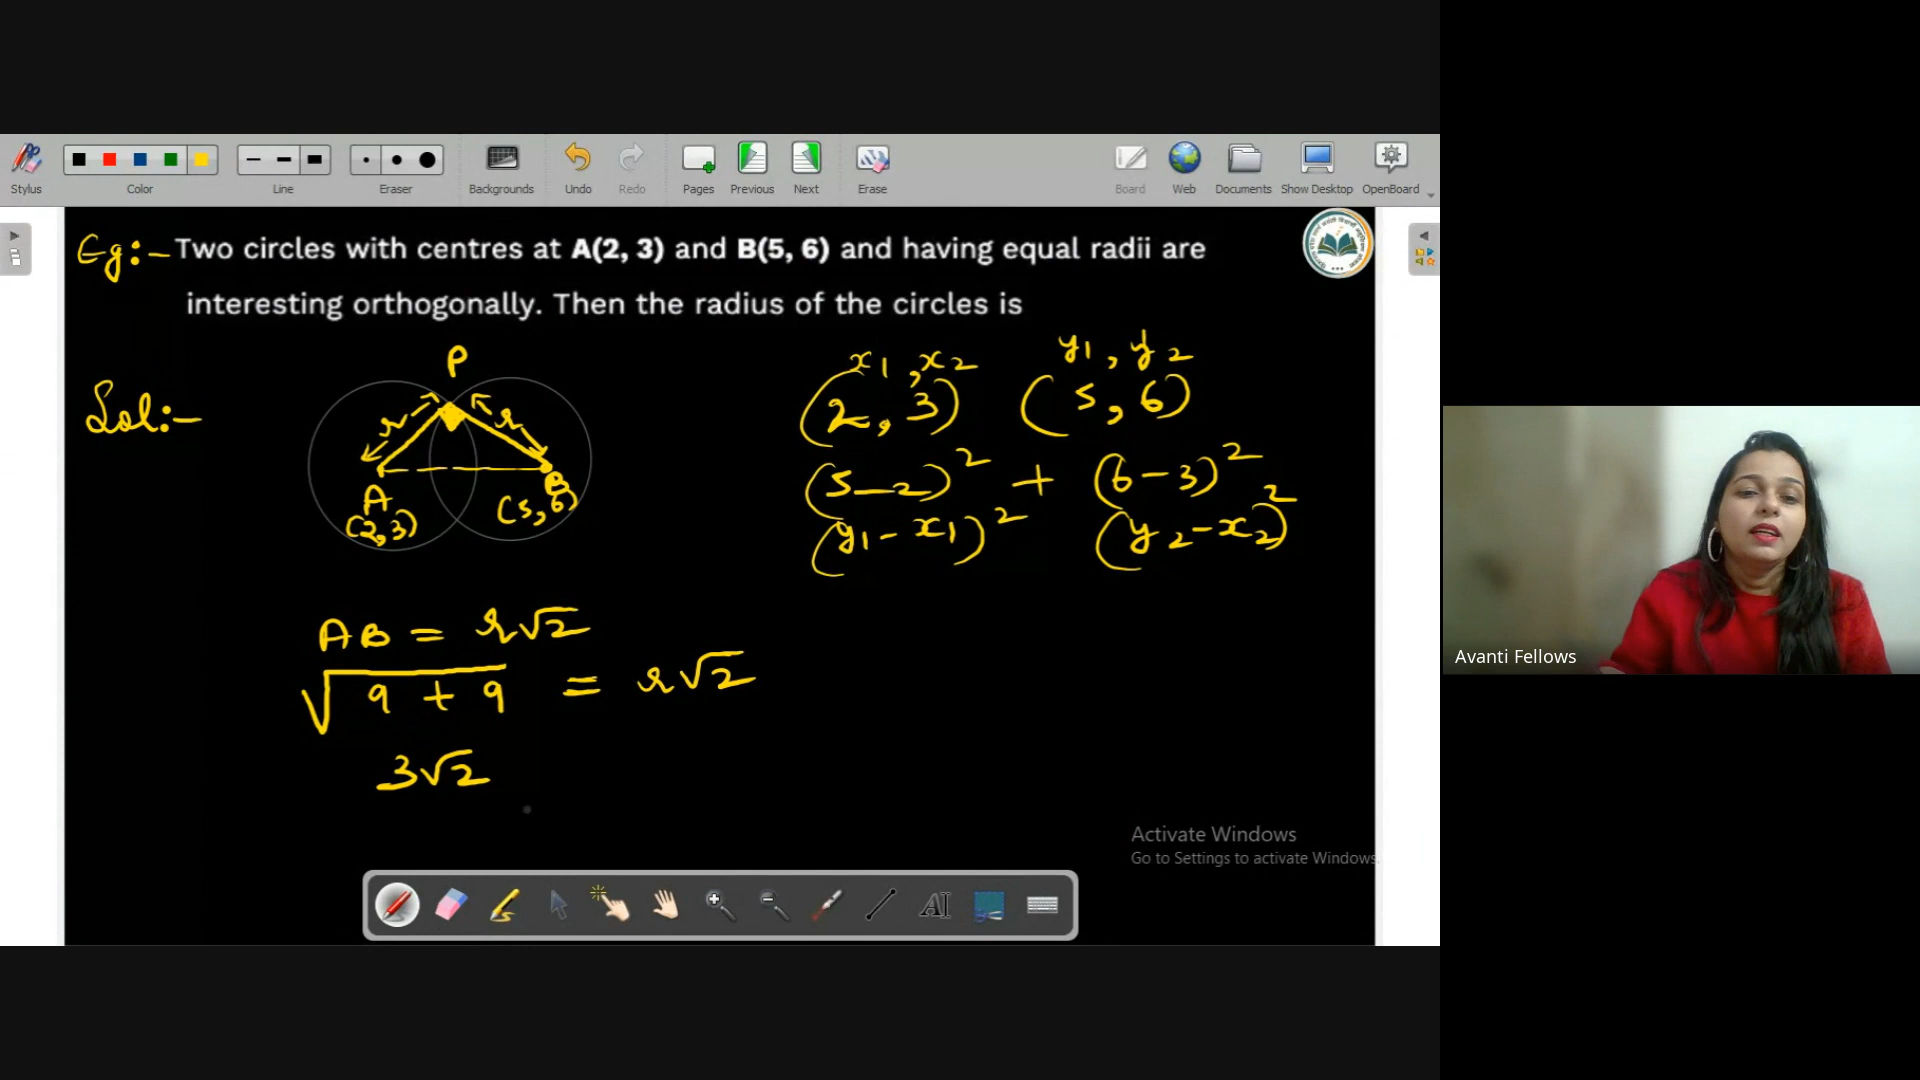 Stylus
Color
Line
Eraser
Backgrounds
Undo
Redo
Pages
Previous
Next
Erase
Board
Web
Documents
Show Desktop
OpenBoard
Eg:- Two circles with centres at A(2, 3) and B(5, 6) and having equal radii are
interesting orthogonally. Then the radius of the circles is
Sol:-
P
r r
A
(2,3)
B
(5,6)
x1, x2 y1, y2
(2, 3) (5, 6)
(5-2)² + (6-3)²
(y1 - x1)² (y2 - x2)²
AB = r√2
√9 + 9 = r√2
3√2
Activate Windows
Go to Settings to activate Windows.
AI
Avanti Fellows